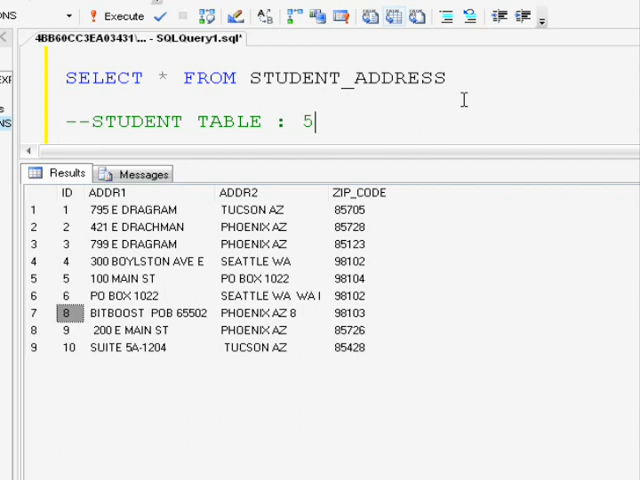 Execute
4BB60CC3EA03431\... - SQLQuery1.sql*
SELECT * FROM STUDENT_ADDRESS
--STUDENT TABLE : 5
Results Messages
ID ADDR1 ADDR2 ZIP_CODE
1 1 795 E DRAGRAM TUCSON AZ 85705
2 2 421 E DRACHMAN PHOENIX AZ 85728
3 3 799 E DRAGRAM PHOENIX AZ 85123
4 4 300 BOYLSTON AVE E SEATTLE WA 98102
5 5 100 MAIN ST PO BOX 1022 98104
6 6 PO BOX 1022 SEATTLE WA WA I 98102
7 8 BITBOOST POB 65502 PHOENIX AZ 8 98103
8 9 200 E MAIN ST PHOENIX AZ 85726
9 10 SUITE 5A-1204 TUCSON AZ 85428